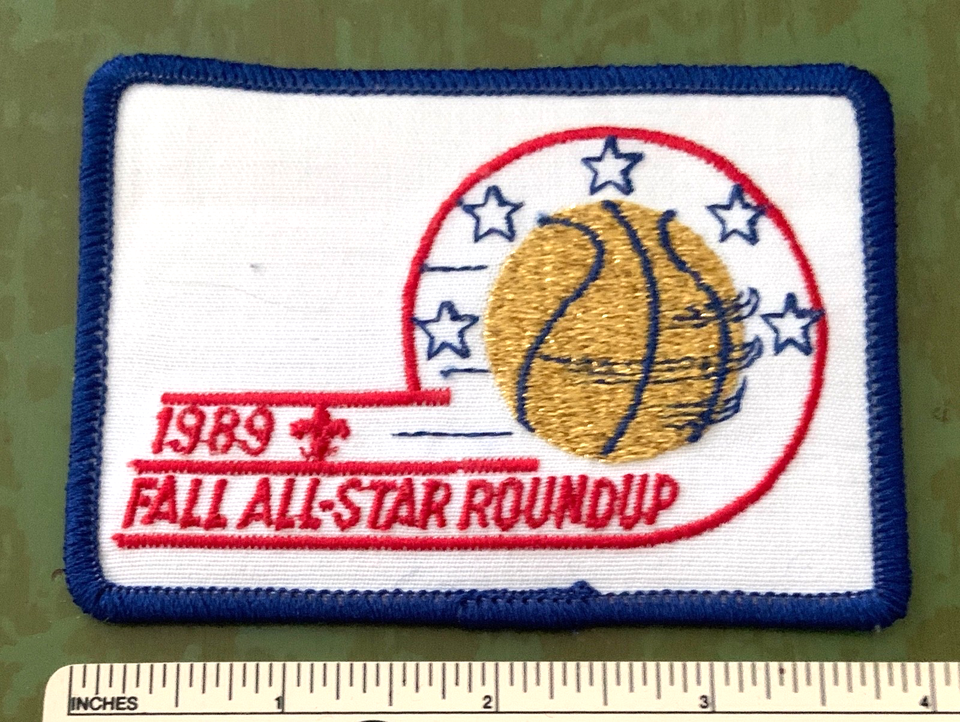 1989
FALL ALL-STAR ROUNDUP
INCHES 1 2 3 4